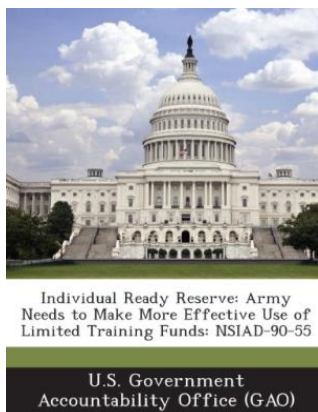 Individual Ready Reserve: Army
Needs to Make More Effective Use of
Limited Training Funds: NSIAD-90-55
U.S. Government
Accountability Office (GAO)